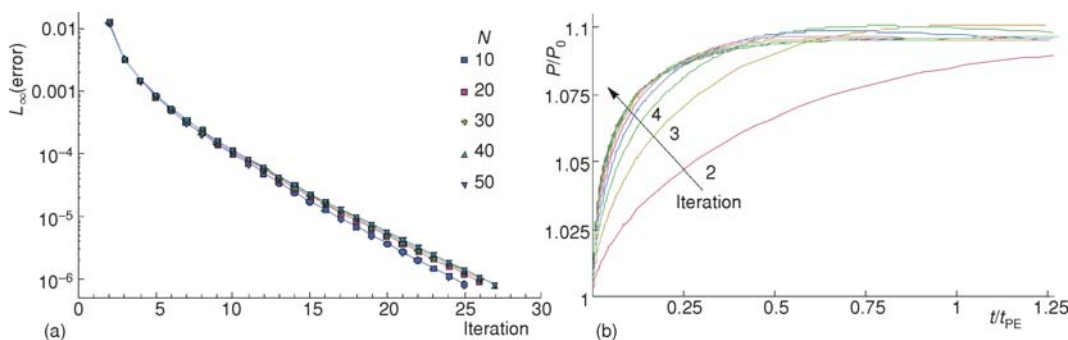 L∞(error)
0.01
0.001
10⁻⁴
10⁻⁵
10⁻⁶
N
10
20
30
40
50
0 5 10 15 20 25 30
Iteration
(a)
P/P₀
1.1
1.075
1.05
1.025
1
4
3
2
Iteration
0.25 0.5 0.75 1 1.25
t/tPE
(b)